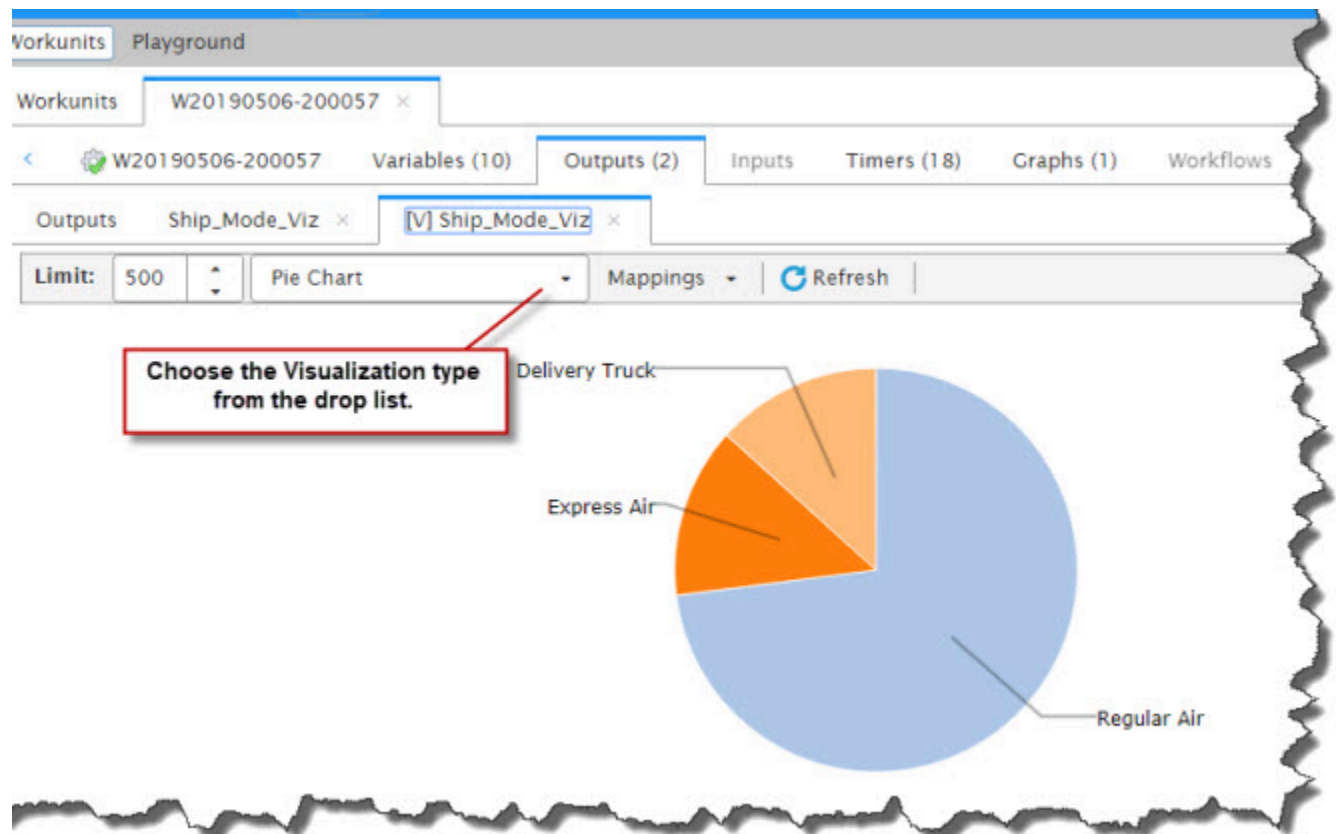 Workunits Playground
Workunits W20190506-200057 ×
< W20190506-200057 Variables (10) Outputs (2) Inputs Timers (18) Graphs (1) Workflows
Outputs Ship_Mode_Viz × [V] Ship_Mode_Viz ×
Limit: 500 Pie Chart Mappings Refresh
Choose the Visualization type
from the drop list.
Delivery Truck
Express Air
Regular Air